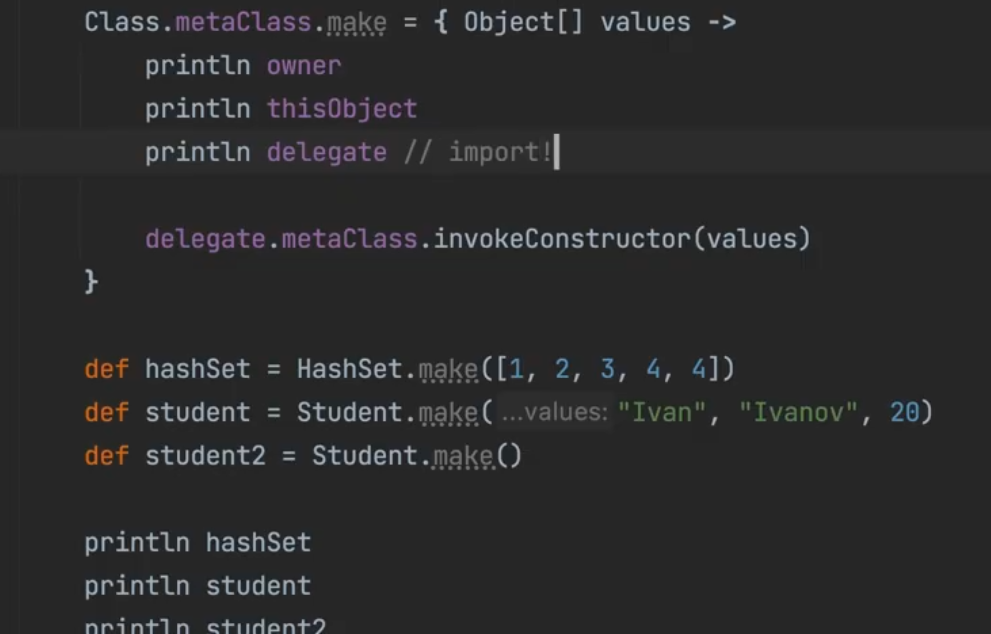 Class.metaClass.make = { Object[] values ->
println owner
println thisObject
println delegate // import!
delegate.metaClass.invokeConstructor(values)
}
def hashSet = HashSet.make([1, 2, 3, 4, 4])
def student = Student.make( ...values: "Ivan", "Ivanov", 20)
def student2 = Student.make()
println hashSet
println student
println student2